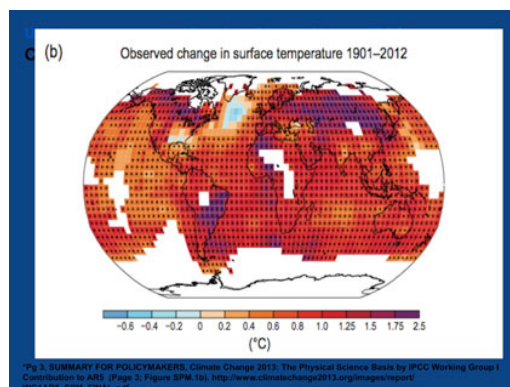 (b) Observed change in surface temperature 1901–2012
−0.6 −0.4 −0.2 0 0.2 0.4 0.6 0.8 1.0 1.25 1.5 1.75 2.5
(°C)
*Pg 3, SUMMARY FOR POLICYMAKERS, Climate Change 2013: The Physical Science Basis by IPCC Working Group I
Contribution to AR5 (Page 3; Figure SPM.1b). http://www.climatechange2013.org/images/report/